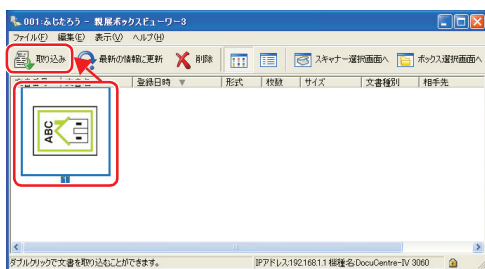 001:ふじたろう - 親展ボックスビューワー3
ファイル(F) 編集(E) 表示(V) ヘルプ(H)
取り込み 最新の情報に更新 削除 スキャナー選択画面へ ボックス選択画面へ
登録日時 形式 枚数 サイズ 文書種別 相手先
ABC
1
ダブルクリックで文書を取り込むことができます。 IPアドレス:192.168.1.1 機種名:DocuCentre-IV 3060